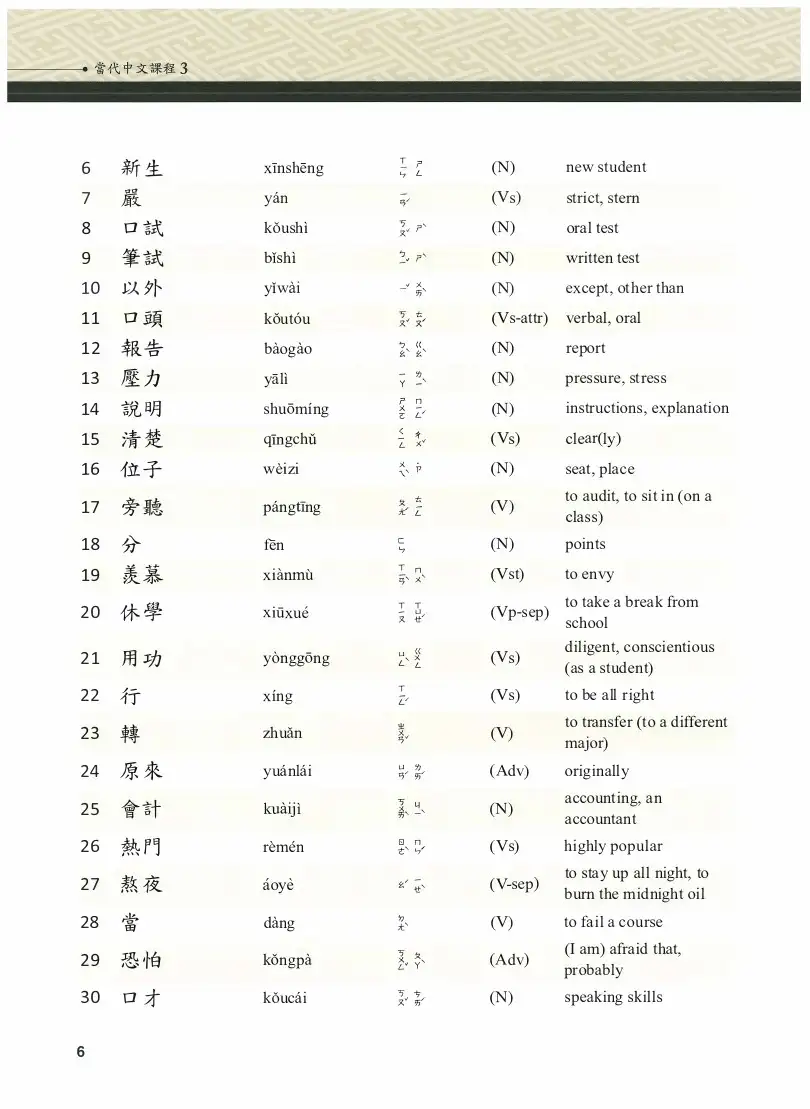 當代中文課程 3
6 新生 xīnshēng ㄒㄧㄣ ㄕㄥ (N) new student
7 嚴 yán ㄧㄢˊ (Vs) strict, stern
8 口試 kǒushì ㄎㄡˇ ㄕˋ (N) oral test
9 筆試 bǐshì ㄅㄧˇ ㄕˋ (N) written test
10 以外 yǐwài ㄧˇ ㄨㄞˋ (N) except, other than
11 口頭 kǒutóu ㄎㄡˇ ㄊㄡˊ (Vs-attr) verbal, oral
12 報告 bàogào ㄅㄠˋ ㄍㄠˋ (N) report
13 壓力 yālì ㄧㄚ ㄌㄧˋ (N) pressure, stress
14 說明 shuōmíng ㄕㄨㄛ ㄇㄧㄥˊ (N) instructions, explanation
15 清楚 qīngchǔ ㄑㄧㄥ ㄔㄨˇ (Vs) clear(ly)
16 位子 wèizi ㄨㄟˋ ˙ㄗ (N) seat, place
17 旁聽 pángtīng ㄆㄤˊ ㄊㄧㄥ (V) to audit, to sit in (on a
class)
18 分 fēn ㄈㄣ (N) points
19 羨慕 xiànmù ㄒㄧㄢˋ ㄇㄨˋ (Vst) to envy
20 休學 xiūxué ㄒㄧㄡ ㄒㄩㄝˊ (Vp-sep) to take a break from
school
21 用功 yònggōng ㄩㄥˋ ㄍㄨㄥ (Vs) diligent, conscientious
(as a student)
22 行 xíng ㄒㄧㄥˊ (Vs) to be all right
23 轉 zhuǎn ㄓㄨㄢˇ (V) to transfer (to a different
major)
24 原來 yuánlái ㄩㄢˊ ㄌㄞˊ (Adv) originally
25 會計 kuàijì ㄎㄨㄞˋ ㄐㄧˋ (N) accounting, an
accountant
26 熱門 rèmén ㄖㄜˋ ㄇㄣˊ (Vs) highly popular
27 熬夜 áoyè ㄠˊ ㄧㄝˋ (V-sep) to stay up all night, to
burn the midnight oil
28 當 dàng ㄉㄤˋ (V) to fail a course
29 恐怕 kǒngpà ㄎㄨㄥˇ ㄆㄚˋ (Adv) (I am) afraid that,
probably
30 口才 kǒucái ㄎㄡˇ ㄘㄞˊ (N) speaking skills
6